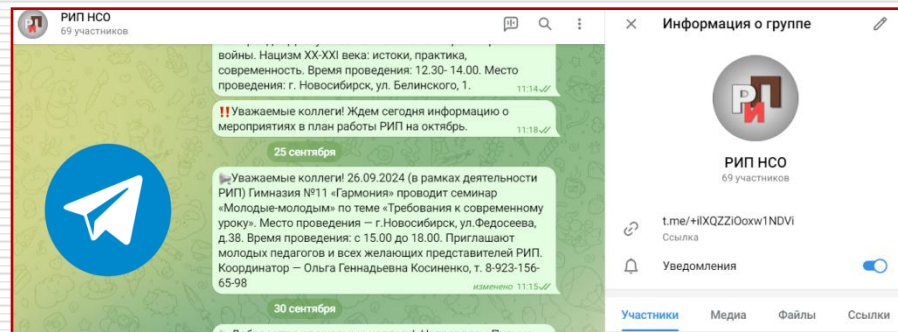 РИП НСО
69 участников
войны. Нацизм XX-XXI века: истоки, практика,
современность. Время проведения: 12.30- 14.00. Место
проведения: г. Новосибирск, ул. Белинского, 1.
11:14
‼Уважаемые коллеги! Ждем сегодня информацию о
мероприятиях в план работы РИП на октябрь.
11:18
25 сентября
Уважаемые коллеги! 26.09.2024 (в рамках деятельности
РИП) Гимназия №11 «Гармония» проводит семинар
«Молодые-молодым» по теме «Требования к современному
уроку». Место проведения — г.Новосибирск, ул.Федосеева,
д.38. Время проведения: с 15.00 до 18.00. Приглашают
молодых педагогов и всех желающих представителей РИП.
Координатор — Ольга Геннадьевна Косиненко, т. 8-923-156-
65-98
изменено 11:15
30 сентября
Информация о группе
РИП
РИП НСО
69 участников
t.me/+ilXQZZiOoxw1NDVi
Ссылка
Уведомления
Участники Медиа Файлы Ссылки